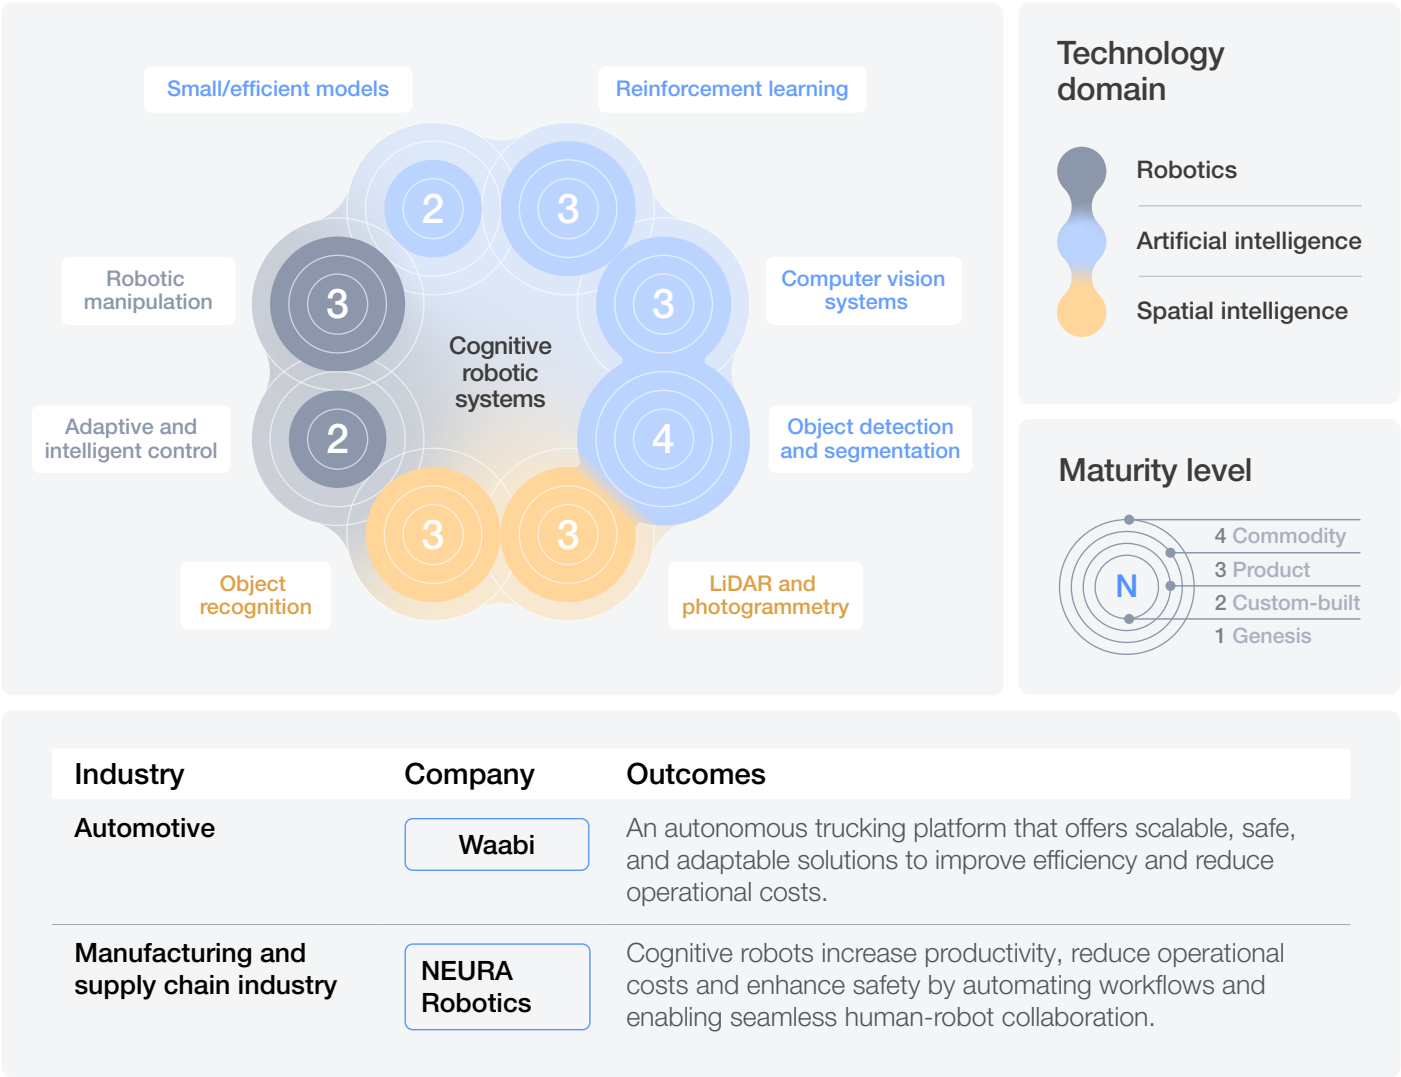 Small/efficient models
Reinforcement learning
2
3
Robotic
manipulation
3
3
Computer vision
systems
Cognitive
robotic
systems
Adaptive and
intelligent control
2
4
Object detection
and segmentation
3
3
Object
recognition
LiDAR and
photogrammetry
Technology
domain
Robotics
Artificial intelligence
Spatial intelligence
Maturity level
N
4 Commodity
3 Product
2 Custom-built
1 Genesis
Industry
Company
Outcomes
Automotive
Waabi
An autonomous trucking platform that offers scalable, safe,
and adaptable solutions to improve efficiency and reduce
operational costs.
Manufacturing and
supply chain industry
NEURA
Robotics
Cognitive robots increase productivity, reduce operational
costs and enhance safety by automating workflows and
enabling seamless human-robot collaboration.